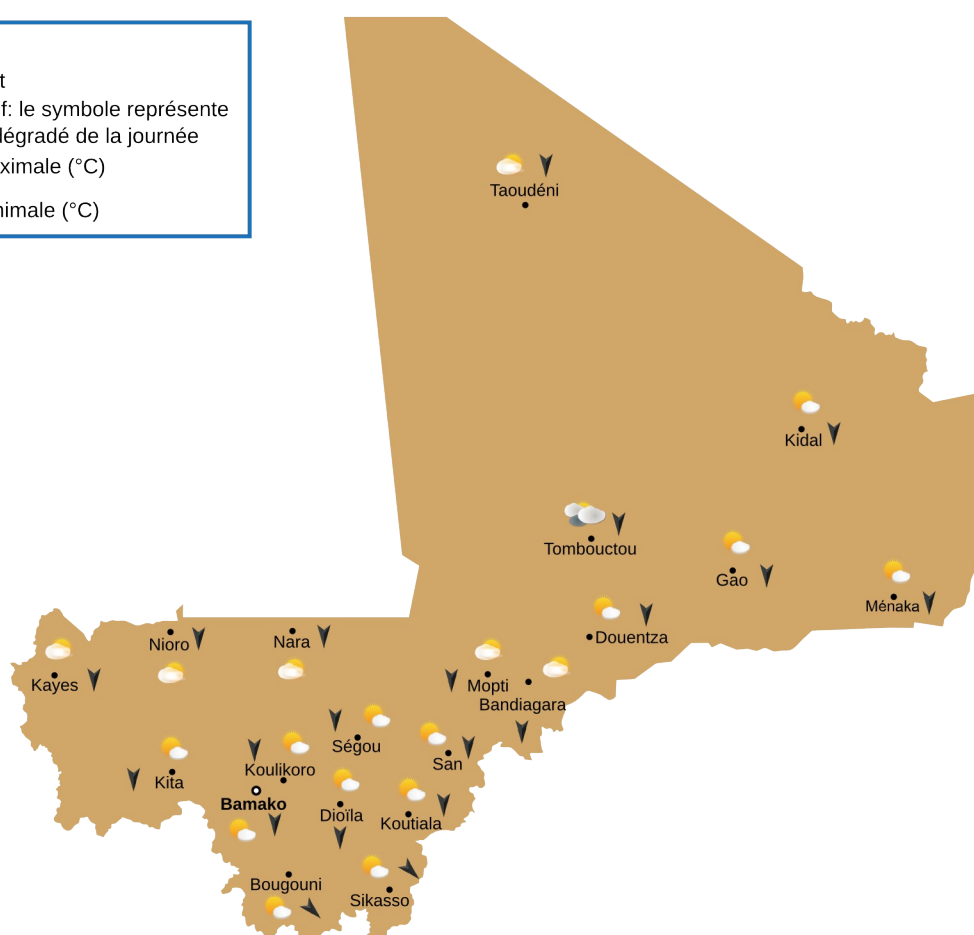 t
f: le symbole représente
dégradé de la journée
ximale (°C)
nimale (°C)
Taoudéni
Kidal
Tombouctou
Gao
Ménaka
Douentza
Nioro
Nara
Kayes
Mopti
Bandiagara
Ségou
San
Koulikoro
Kita
Bamako
Dioïla
Koutiala
Bougouni
Sikasso